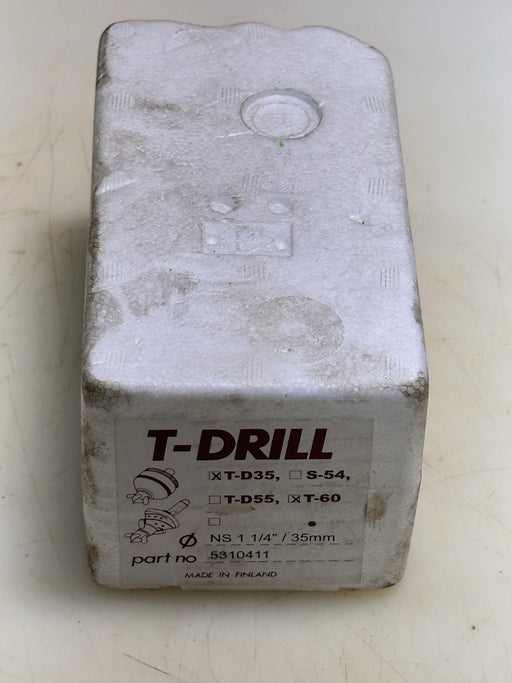 T-DRILL
☒T-D35, ☐ S-54,
☐T-D55, ☒T-60
☐
Ø NS 1 1/4" / 35mm
part no 5310411
MADE IN FINLAND